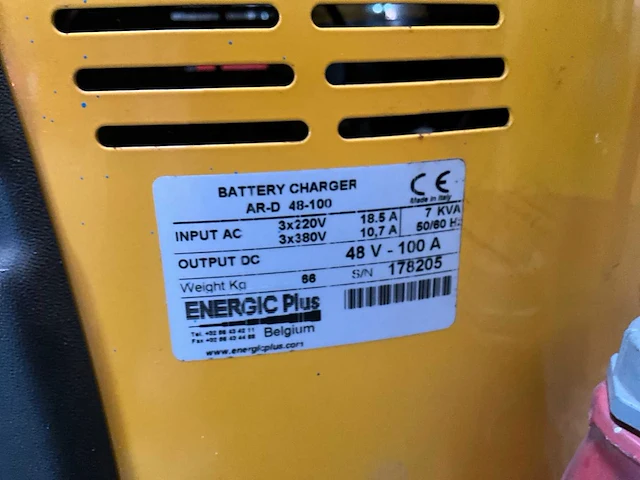 BATTERY CHARGER
AR-D 48-100
CE
Made in Italy
INPUT AC 3x220V 18.5 A 7 KVA
3x380V 10,7 A 50/60 Hz
OUTPUT DC 48 V - 100 A
Weight Kg 66 S/N 178205
ENERGIC Plus
Belgium
www.energicplus.com